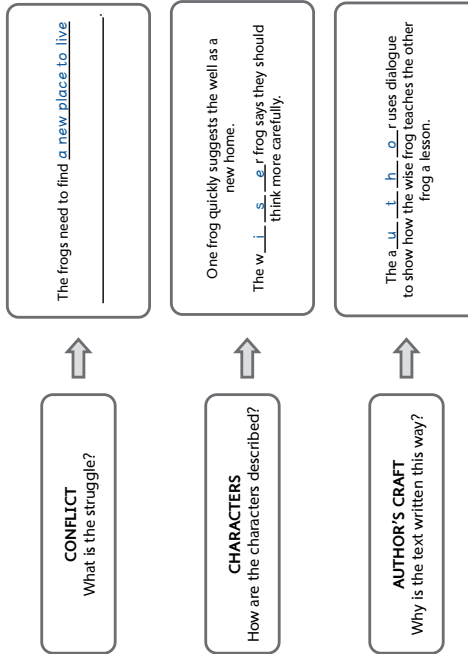 CONFLICT
What is the struggle?
The frogs need to find a new place to live
.
CHARACTERS
How are the characters described?
One frog quickly suggests the well as a
new home.
The w i s e r frog says they should
think more carefully.
AUTHOR'S CRAFT
Why is the text written this way?
The a u t h o r uses dialogue
to show how the wise frog teaches the other
frog a lesson.